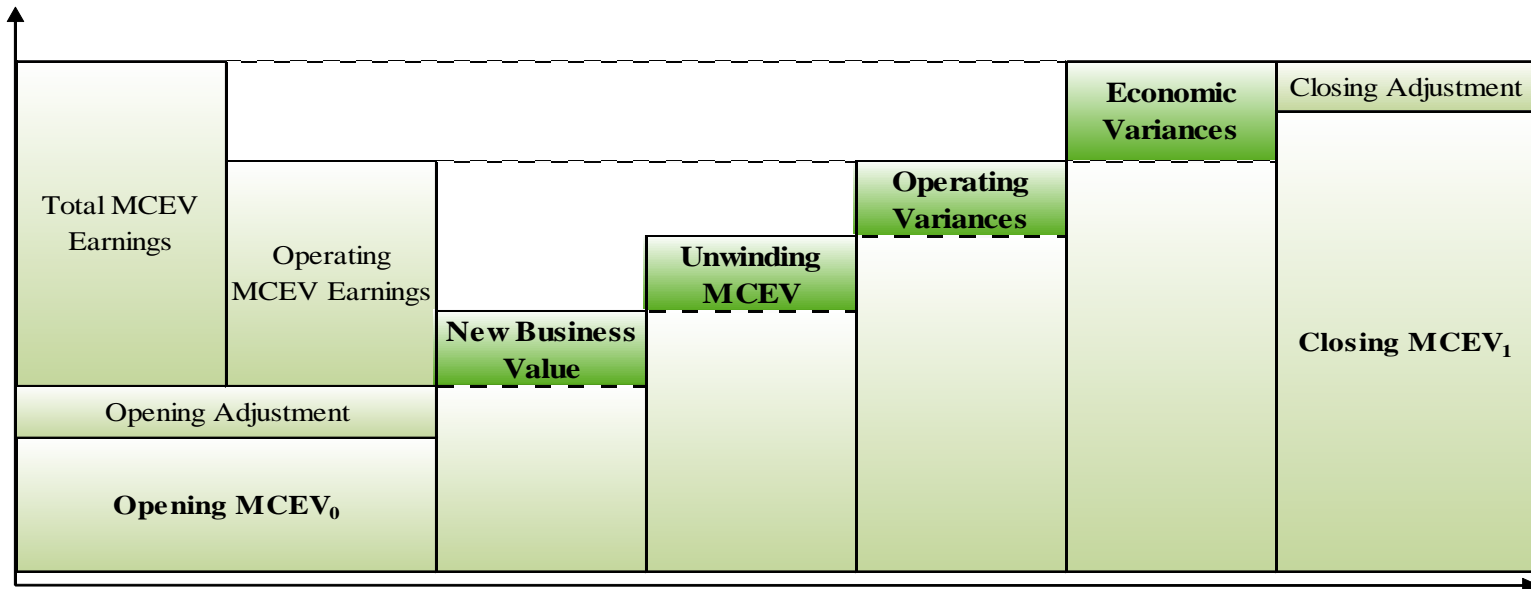 Total MCEV
Earnings
Operating
MCEV Earnings
Opening Adjustment
Opening MCEV₀
New Business
Value
Unwinding
MCEV
Operating
Variances
Economic
Variances
Closing Adjustment
Closing MCEV₁